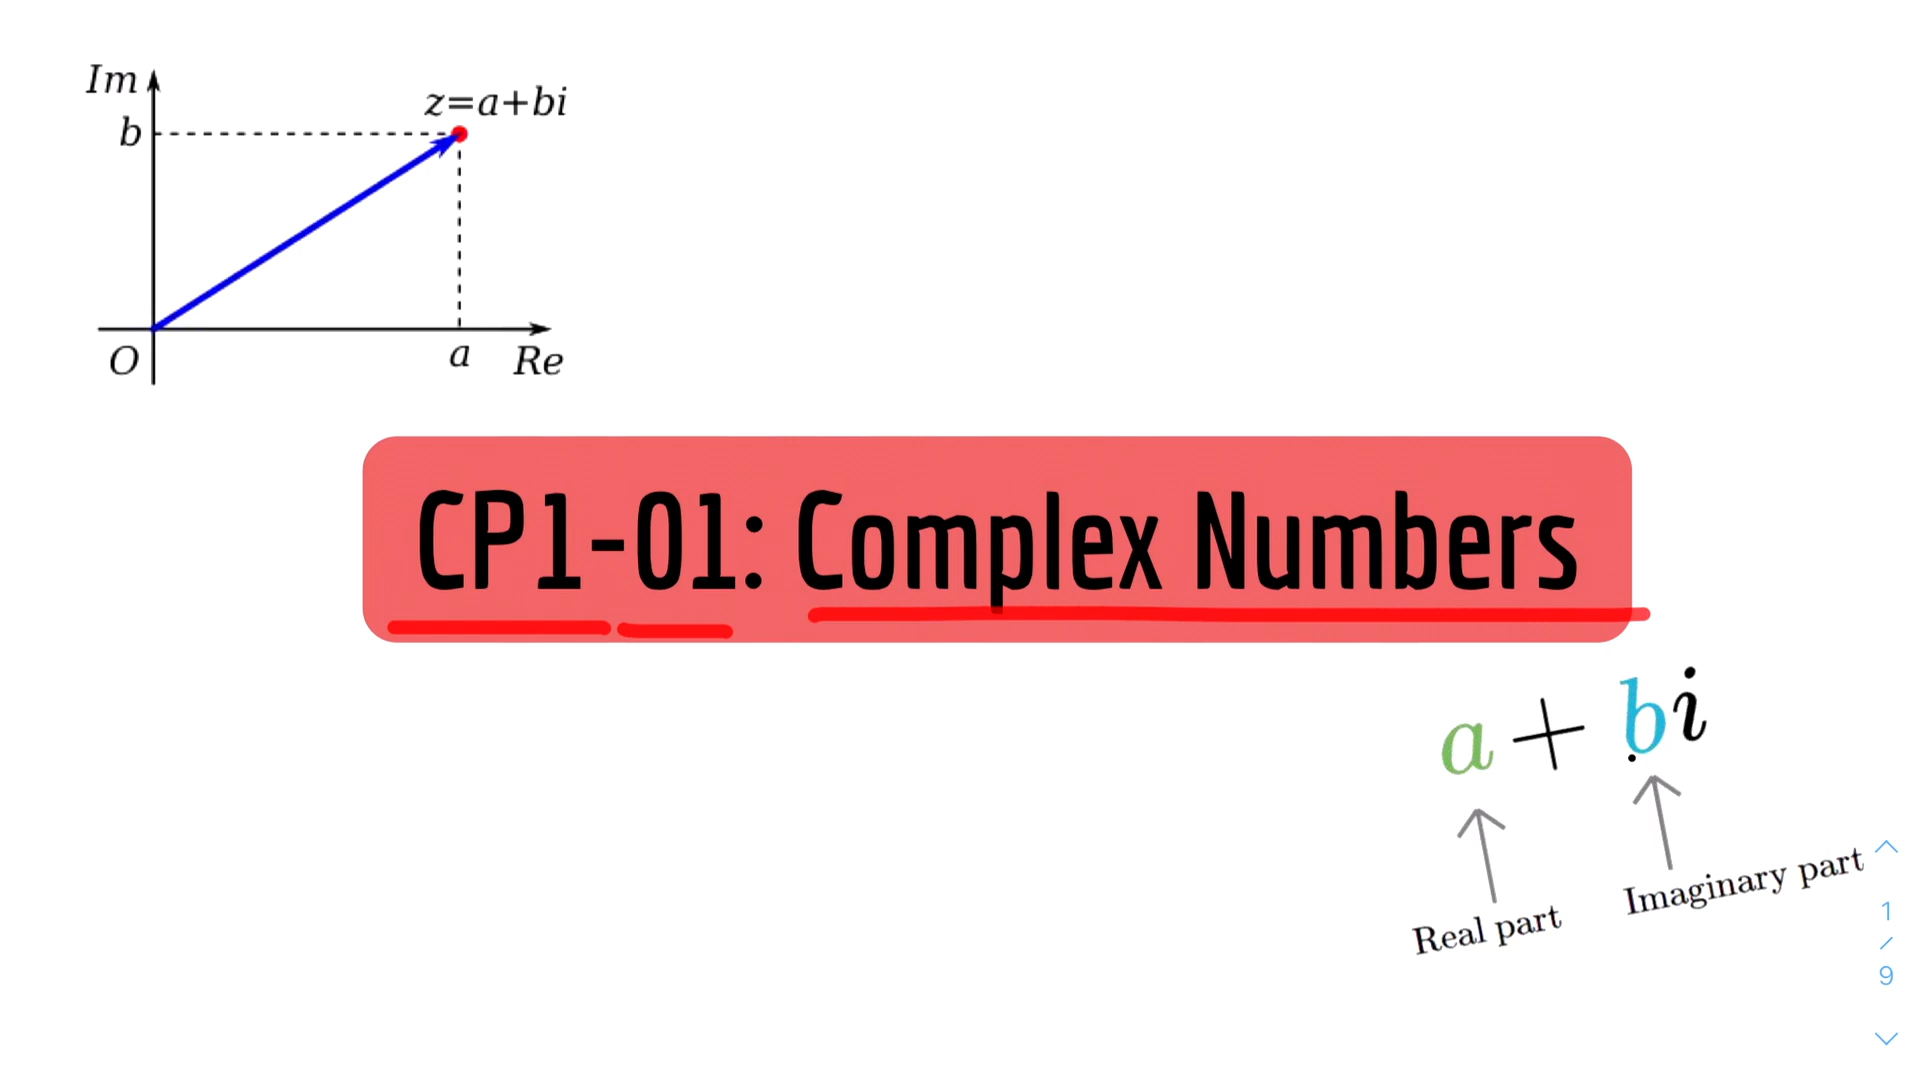 Im
z=a+bi
b
O
a
Re
CP1-01: Complex Numbers
a + bi
Imaginary part
Real part
1
/
9